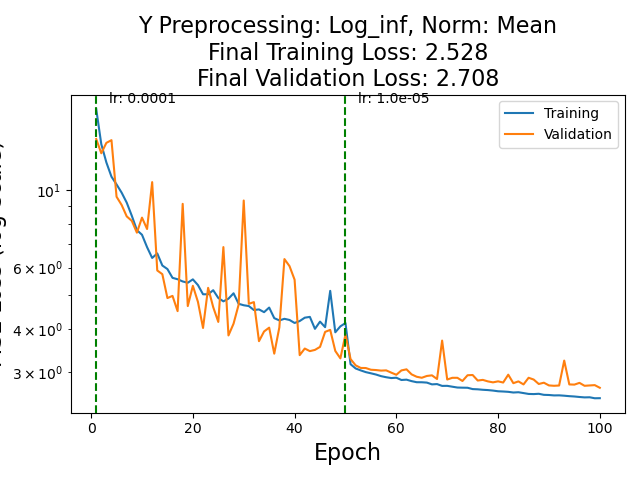 Y Preprocessing: Log_inf, Norm: Mean
Final Training Loss: 2.528
Final Validation Loss: 2.708
lr: 0.0001
lr: 1.0e-05
Training
Validation
10¹
6 × 10⁰
4 × 10⁰
3 × 10⁰
0
20
40
60
80
100
Epoch